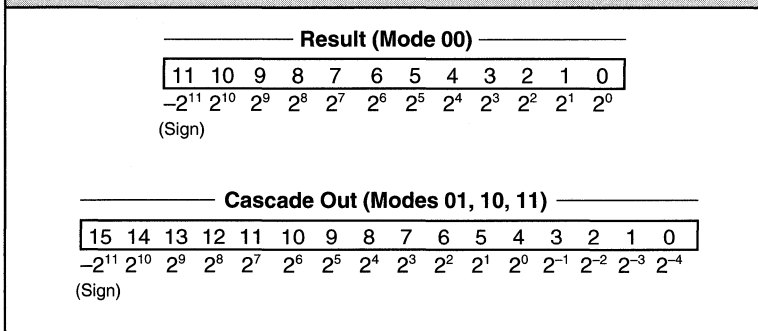 Result (Mode 00)
11 10 9 8 7 6 5 4 3 2 1 0
–2¹¹ 2¹⁰ 2⁹ 2⁸ 2⁷ 2⁶ 2⁵ 2⁴ 2³ 2² 2¹ 2⁰
(Sign)
Cascade Out (Modes 01, 10, 11)
15 14 13 12 11 10 9 8 7 6 5 4 3 2 1 0
–2¹¹ 2¹⁰ 2⁹ 2⁸ 2⁷ 2⁶ 2⁵ 2⁴ 2³ 2² 2¹ 2⁰ 2⁻¹ 2⁻² 2⁻³ 2⁻⁴
(Sign)